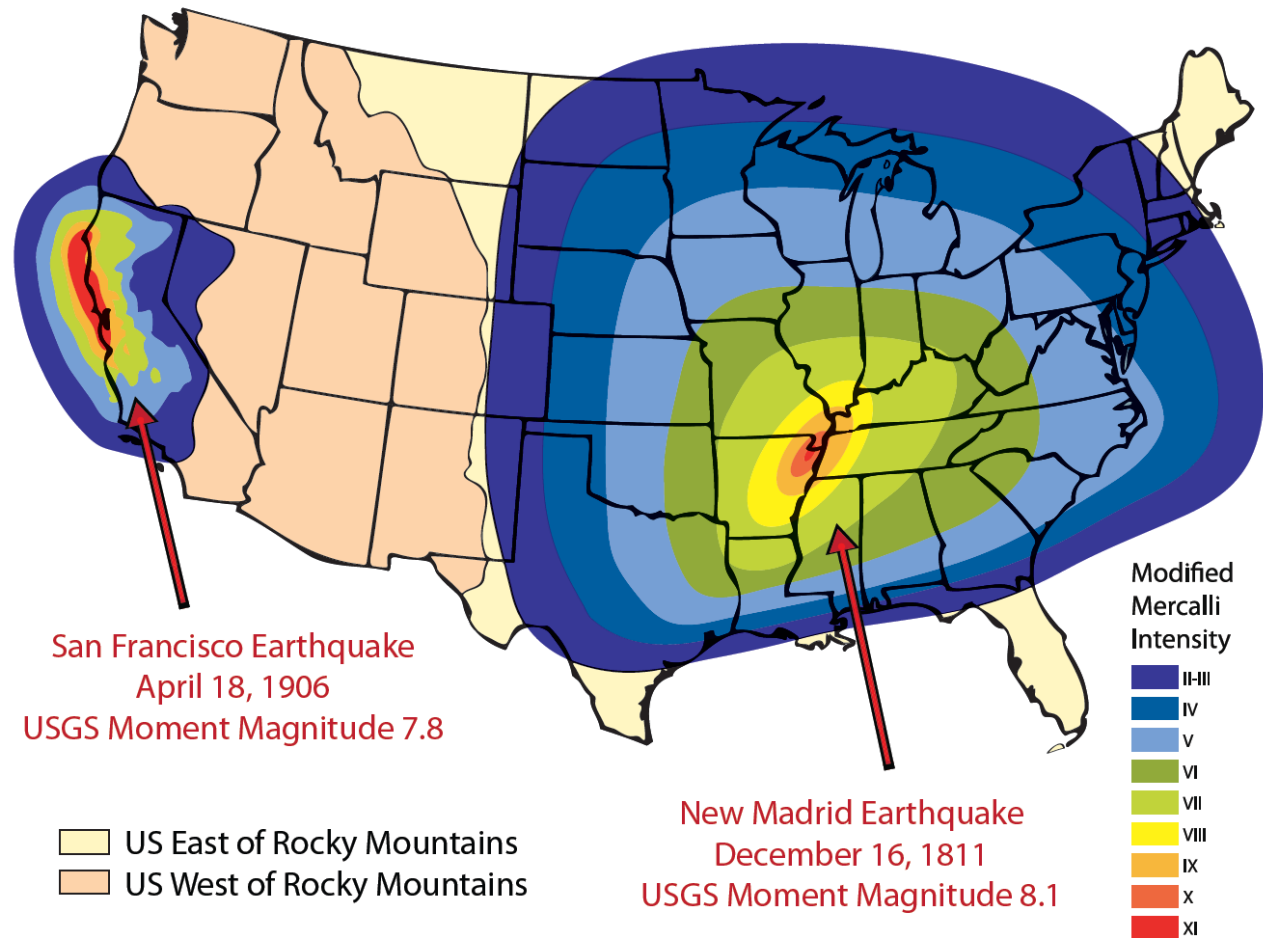 San Francisco Earthquake
April 18, 1906
USGS Moment Magnitude 7.8
US East of Rocky Mountains
US West of Rocky Mountains
New Madrid Earthquake
December 16, 1811
USGS Moment Magnitude 8.1
Modified
Mercalli
Intensity
II-III
IV
V
VI
VII
VIII
IX
X
XI